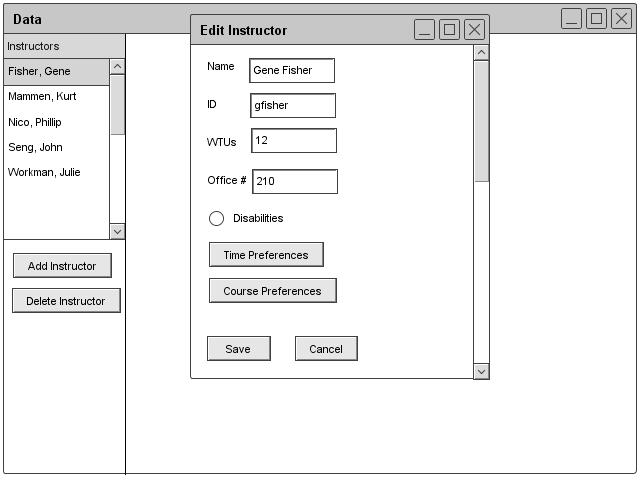 Data
Instructors
Fisher, Gene
Mammen, Kurt
Nico, Phillip
Seng, John
Workman, Julie
Add Instructor
Delete Instructor
Edit Instructor
Name Gene Fisher
ID gfisher
WTUs 12
Office # 210
Disabilities
Time Preferences
Course Preferences
Save Cancel